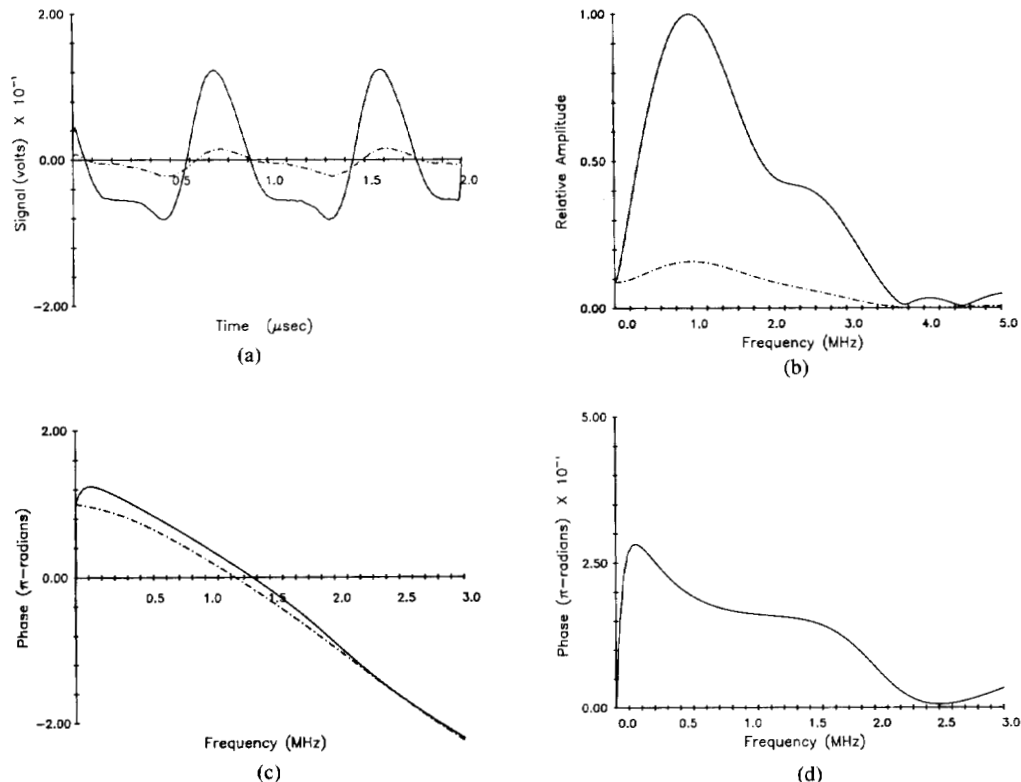 2.00
0.00
-2.00
Signal (volts) X 10⁻¹
0.5
1.0
1.5
2.0
Time (μsec)
(a)
1.00
0.50
0.00
Relative Amplitude
0.0 1.0 2.0 3.0 4.0 5.0
Frequency (MHz)
(b)
2.00
0.00
-2.00
Phase (π-radians)
0.5 1.0 1.5 2.0 2.5 3.0
Frequency (MHz)
(c)
5.00
2.50
0.00
Phase (π-radians) X 10⁻¹
0.0 0.5 1.0 1.5 2.0 2.5 3.0
Frequency (MHz)
(d)